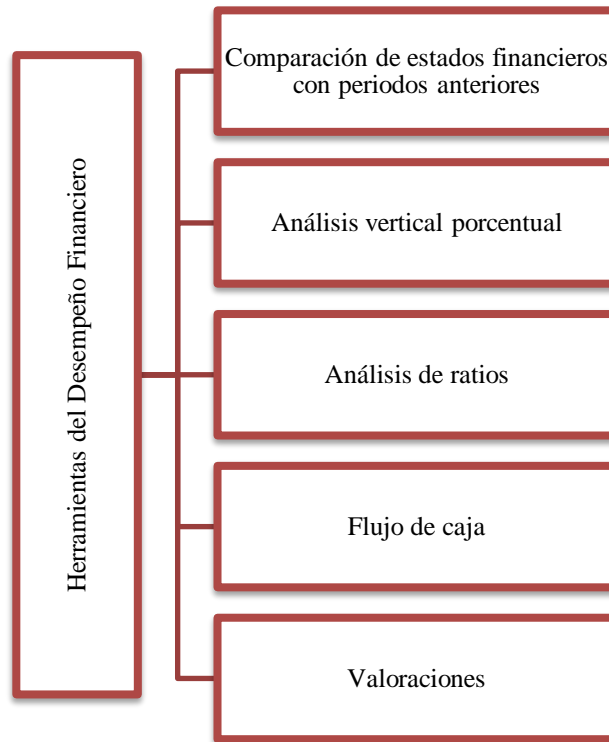 Herramientas del Desempeño Financiero
Comparación de estados financieros
con periodos anteriores
Análisis vertical porcentual
Análisis de ratios
Flujo de caja
Valoraciones